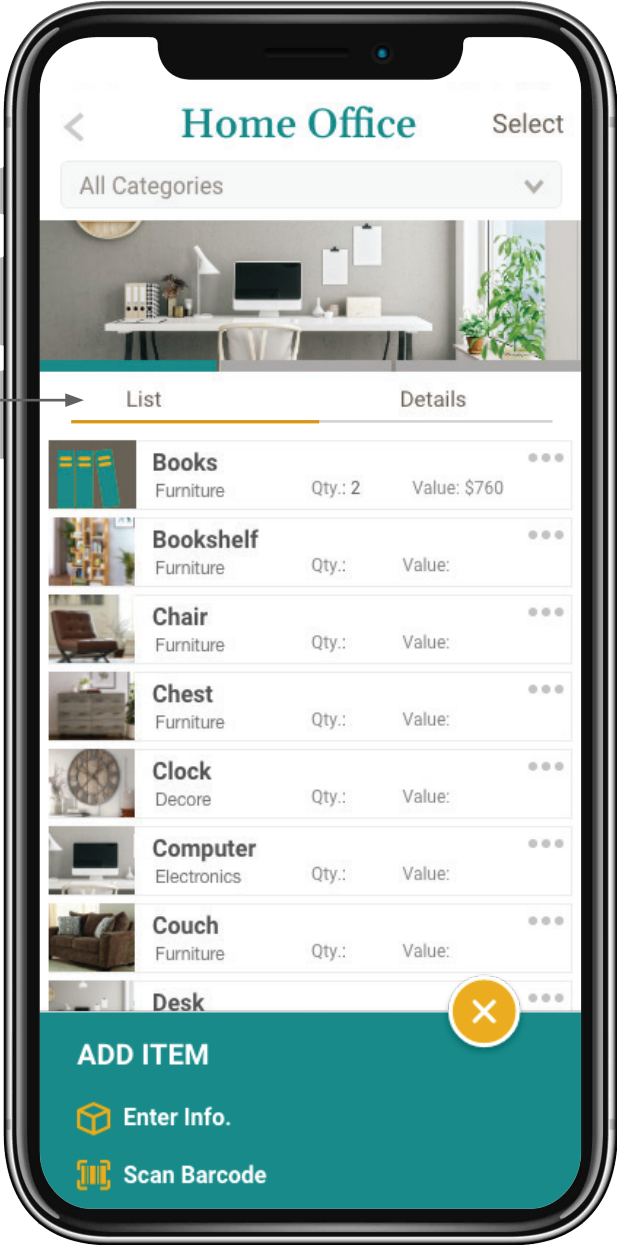 Home Office
Select
All Categories
List
Details
Books
Furniture
Qty.: 2
Value: $760
Bookshelf
Furniture
Qty.:
Value:
Chair
Furniture
Qty.:
Value:
Chest
Furniture
Qty.:
Value:
Clock
Decore
Qty.:
Value:
Computer
Electronics
Qty.:
Value:
Couch
Furniture
Qty.:
Value:
Desk
ADD ITEM
Enter Info.
Scan Barcode